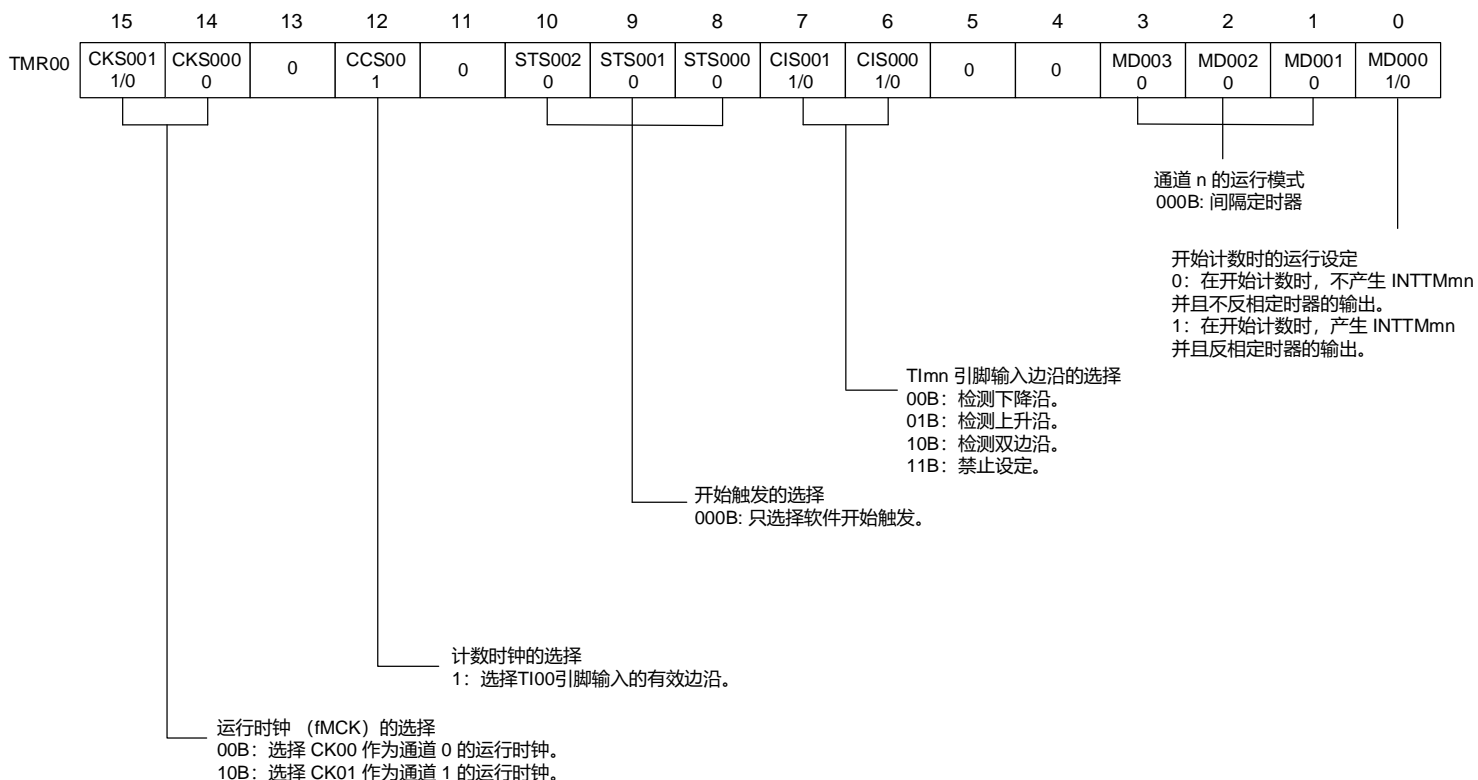 15 14 13 12 11 10 9 8 7 6 5 4 3 2 1 0
TMR00 CKS001 CKS000 0 CCS00 0 STS002 STS001 STS000 CIS001 CIS000 0 0 MD003 MD002 MD001 MD000
1/0 0 1 0 0 0 1/0 1/0 0 0 0 1/0
通道 n 的运行模式
000B: 间隔定时器
开始计数时的运行设定
0：在开始计数时，不产生 INTTMmn
并且不反相定时器的输出。
1：在开始计数时，产生 INTTMmn
并且反相定时器的输出。
TImn 引脚输入边沿的选择
00B：检测下降沿。
01B：检测上升沿。
10B：检测双边沿。
11B：禁止设定。
开始触发的选择
000B: 只选择软件开始触发。
计数时钟的选择
1：选择TI00引脚输入的有效边沿。
运行时钟 （fMCK）的选择
00B：选择 CK00 作为通道 0 的运行时钟。
10B：选择 CK01 作为通道 1 的运行时钟。